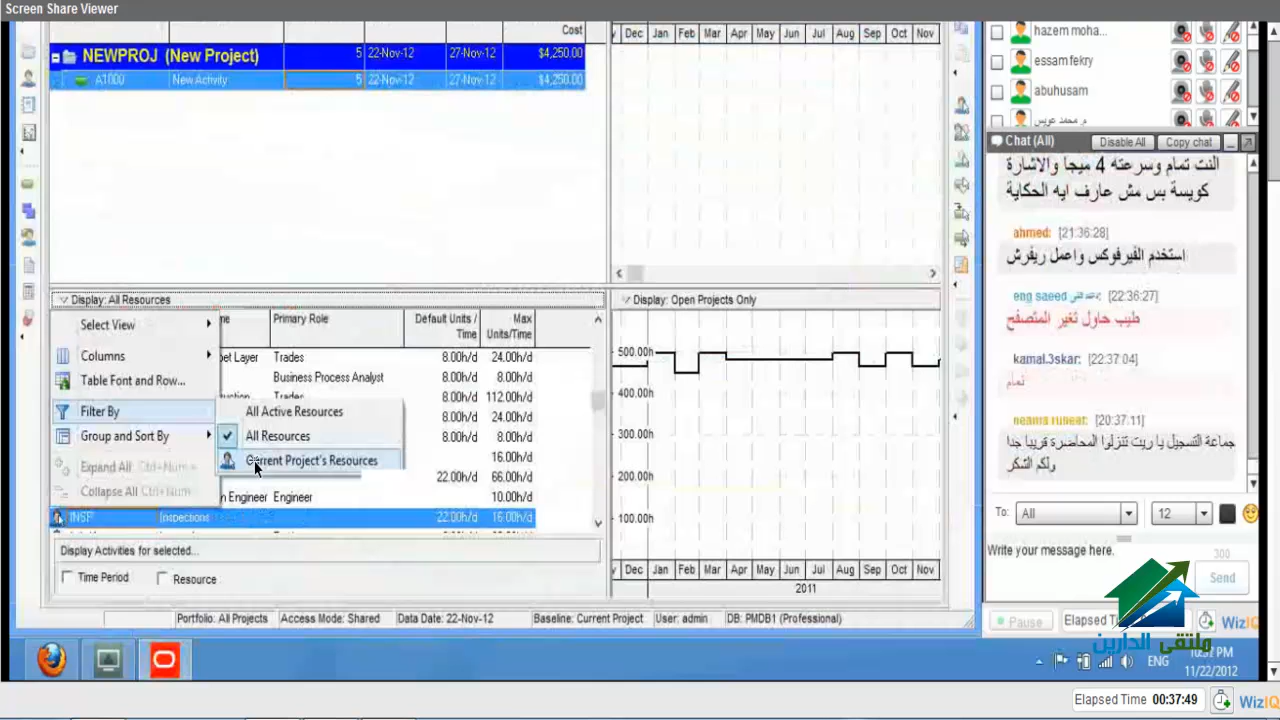 Screen Share Viewer
Cost
NEWPROJ (New Project) 5 22-Nov-12 27-Nov-12 $4,250.00
A1000 New Activity 5 22-Nov-12 27-Nov-12 $4,250.00
Dec Jan Feb Mar Apr May Jun Jul Aug Sep Oct Nov
Display: All Resources
Display: Open Projects Only
Select View
Columns
Table Font and Row...
Filter By
Group and Sort By
Expand All Ctrl+Num +
Collapse All Ctrl+Num
All Active Resources
All Resources
Current Project's Resources
Primary Role
Default Units / Time
Max Units/Time
Layer Trades 8.00h/d 24.00h/d
Business Process Analyst 8.00h/d 8.00h/d
Trades 8.00h/d 112.00h/d
8.00h/d 24.00h/d
8.00h/d 8.00h/d
16.00h/d
22.00h/d 66.00h/d
Engineer Engineer 10.00h/d
INSP Inspections 22.00h/d 16.00h/d
500.00h
400.00h
300.00h
200.00h
100.00h
Dec Jan Feb Mar Apr May Jun Jul Aug Sep Oct Nov
2011
Display Activities for selected...
Time Period
Resource
Portfolio: All Projects Access Mode: Shared Data Date: 22-Nov-12 Baseline: Current Project User: admin DB: PMDB1 (Professional)
hazem moha...
essam fekry
abuhusam
م محمد عويس
Chat (All) Disable All Copy chat
النت تمام وسرعته 4 ميجا والاشارة
كويسة بس مش عارف ايه الحكاية
ahmed: [21:36:28]
استخدم الفيرفوكس واعمل ريفرش
eng saeed [22:36:27]
طيب حاول تغير المتصفح
kamal.3skar: [22:37:04]
تمام
[20:37:11]
جماعة التسجيل يا ريت تنزلوا المحاضرة قريبا جدا
ولكم الشكر
To: All 12
Write your message here.
300
Send
Pause Elapsed WizIQ
ملتقى الدارين
ENG
PM
11/22/2012
Elapsed Time 00:37:49 WizIQ